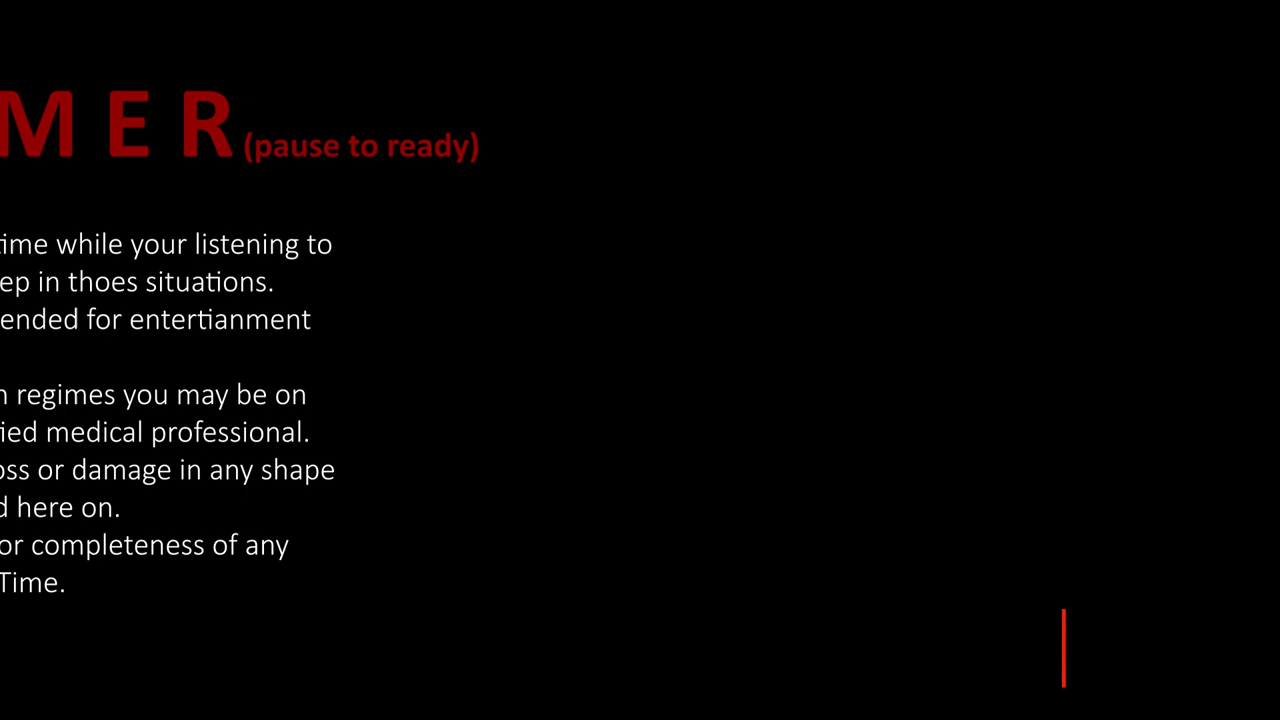 M E R (pause to ready)
time while your listening to
ep in thoes situations.
ended for entertianment
regimes you may be on
ied medical professional.
oss or damage in any shape
d here on.
or completeness of any
Time.